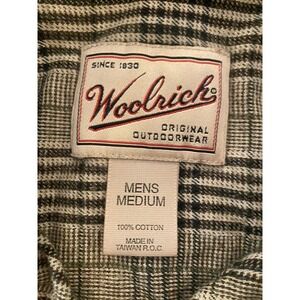 SINCE 1830
Woolrich®
ORIGINAL
OUTDOORWEAR
MENS
MEDIUM
100% COTTON
MADE IN
TAIWAN R.O.C.